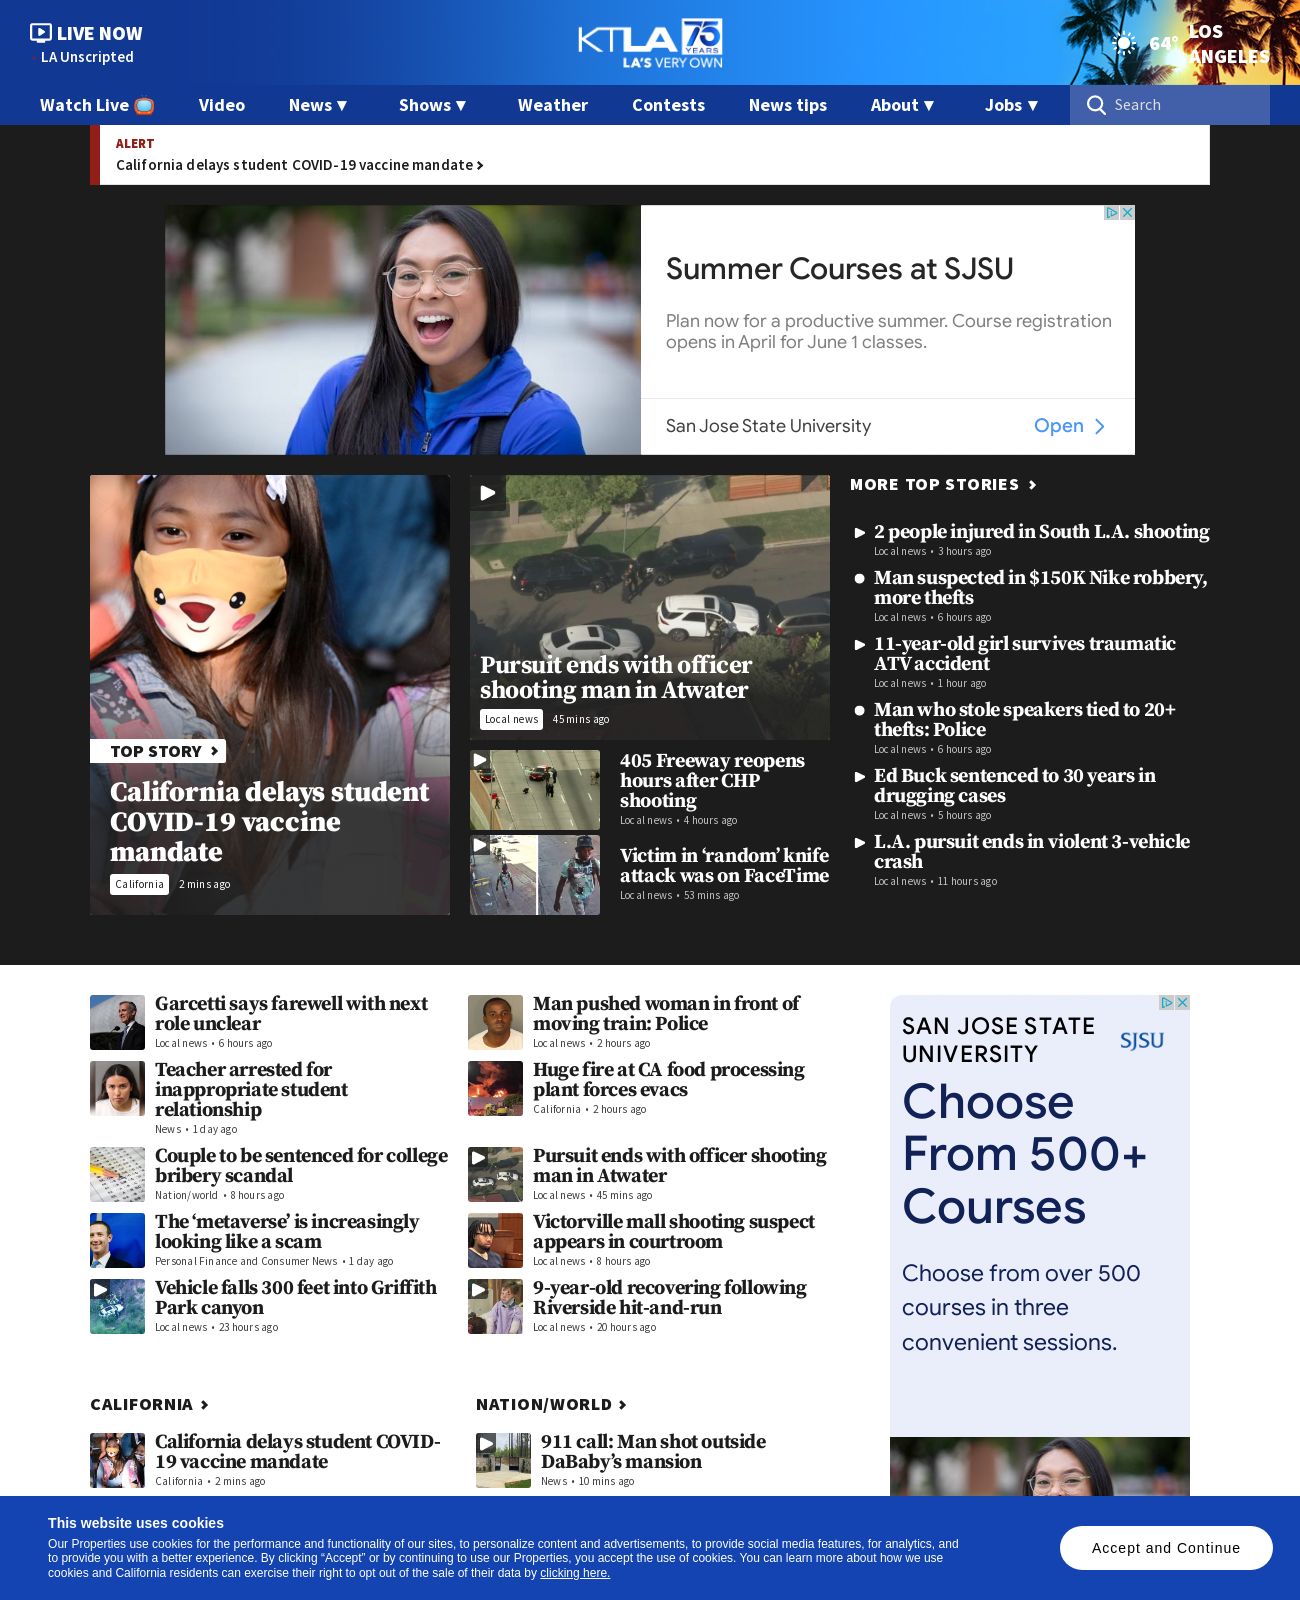 LIVE NOW
LA Unscripted
KTLA 75 YEARS
LA'S VERY OWN
64°
LOS
ANGELES
Watch Live
Video
News ▼
Shows ▼
Weather
Contests
News tips
About ▼
Jobs ▼
Search
ALERT
California delays student COVID-19 vaccine mandate
Summer Courses at SJSU
Plan now for a productive summer. Course registration
opens in April for June 1 classes.
San Jose State University
Open
TOP STORY
California delays student
COVID-19 vaccine
mandate
California
2 mins ago
Pursuit ends with officer
shooting man in Atwater
Local news
45 mins ago
405 Freeway reopens
hours after CHP
shooting
Local news • 4 hours ago
Victim in ‘random’ knife
attack was on FaceTime
Local news • 53 mins ago
MORE TOP STORIES
2 people injured in South L.A. shooting
Local news • 3 hours ago
Man suspected in $150K Nike robbery,
more thefts
Local news • 6 hours ago
11-year-old girl survives traumatic
ATV accident
Local news • 1 hour ago
Man who stole speakers tied to 20+
thefts: Police
Local news • 6 hours ago
Ed Buck sentenced to 30 years in
drugging cases
Local news • 5 hours ago
L.A. pursuit ends in violent 3-vehicle
crash
Local news • 11 hours ago
Garcetti says farewell with next
role unclear
Local news • 6 hours ago
Teacher arrested for
inappropriate student
relationship
News • 1 day ago
Couple to be sentenced for college
bribery scandal
Nation/world • 8 hours ago
The ‘metaverse’ is increasingly
looking like a scam
Personal Finance and Consumer News • 1 day ago
Vehicle falls 300 feet into Griffith
Park canyon
Local news • 23 hours ago
Man pushed woman in front of
moving train: Police
Local news • 2 hours ago
Huge fire at CA food processing
plant forces evacs
California • 2 hours ago
Pursuit ends with officer shooting
man in Atwater
Local news • 45 mins ago
Victorville mall shooting suspect
appears in courtroom
Local news • 8 hours ago
9-year-old recovering following
Riverside hit-and-run
Local news • 20 hours ago
SAN JOSE STATE
UNIVERSITY
SJSU
Choose
From 500+
Courses
Choose from over 500
courses in three
convenient sessions.
CALIFORNIA
California delays student COVID-
19 vaccine mandate
California • 2 mins ago
NATION/WORLD
911 call: Man shot outside
DaBaby’s mansion
News • 10 mins ago
This website uses cookies
Our Properties use cookies for the performance and functionality of our sites, to personalize content and advertisements, to provide social media features, for analytics, and
to provide you with a better experience. By clicking “Accept” or by continuing to use our Properties, you accept the use of cookies. You can learn more about how we use
cookies and California residents can exercise their right to opt out of the sale of their data by clicking here.
Accept and Continue